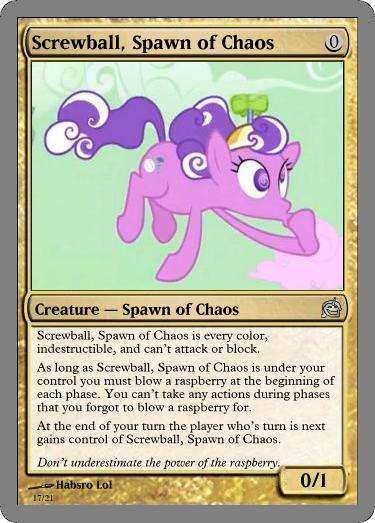 Screwball, Spawn of Chaos 0
Creature — Spawn of Chaos
Screwball, Spawn of Chaos is every color,
indestructible, and can't attack or block.
As long as Screwball, Spawn of Chaos is under your
control you must blow a raspberry at the beginning of
each phase. You can't take any actions during phases
that you forgot to blow a raspberry for.
At the end of your turn the player who's turn is next
gains control of Screwball, Spawn of Chaos.
Don't underestimate the power of the raspberry.
0/1
Habsro Lol
17/21